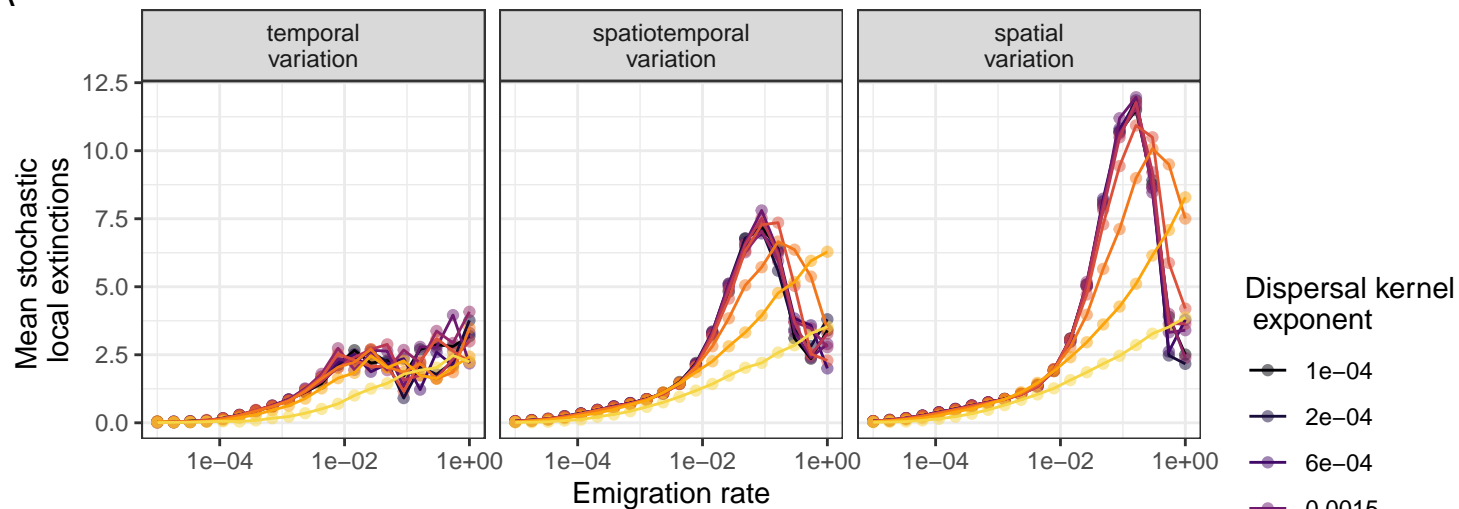 temporal
variation
spatiotemporal
variation
spatial
variation
12.5
10.0
7.5
5.0
2.5
0.0
Mean stochastic
local extinctions
1e−04
1e−02
1e+00
1e−04
1e−02
1e+00
1e−04
1e−02
1e+00
Emigration rate
Dispersal kernel
exponent
1e−04
2e−04
6e−04
0.0015